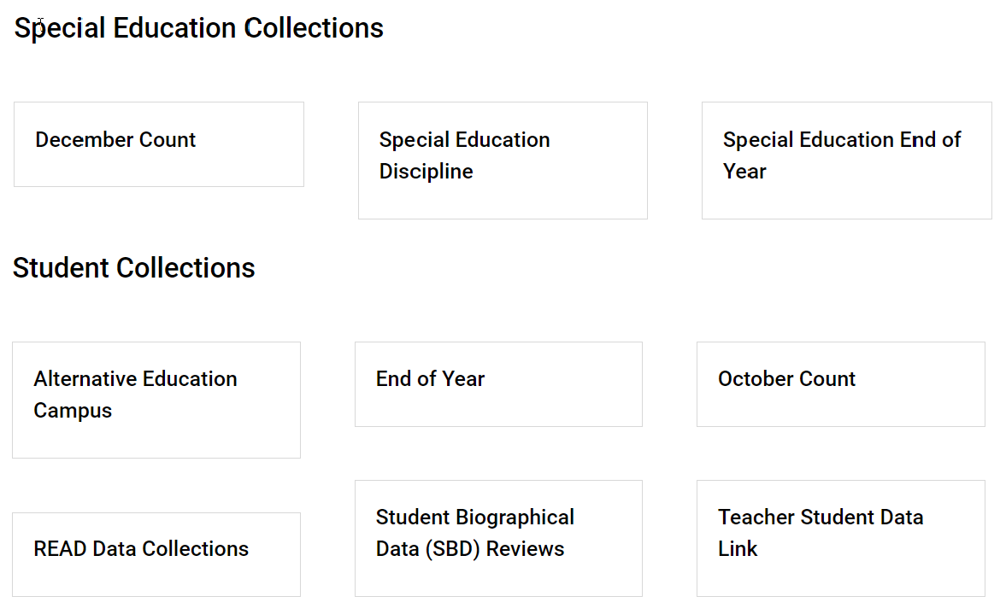 Special Education Collections
December Count
Special Education
Discipline
Special Education End of
Year
Student Collections
Alternative Education
Campus
End of Year
October Count
READ Data Collections
Student Biographical
Data (SBD) Reviews
Teacher Student Data
Link